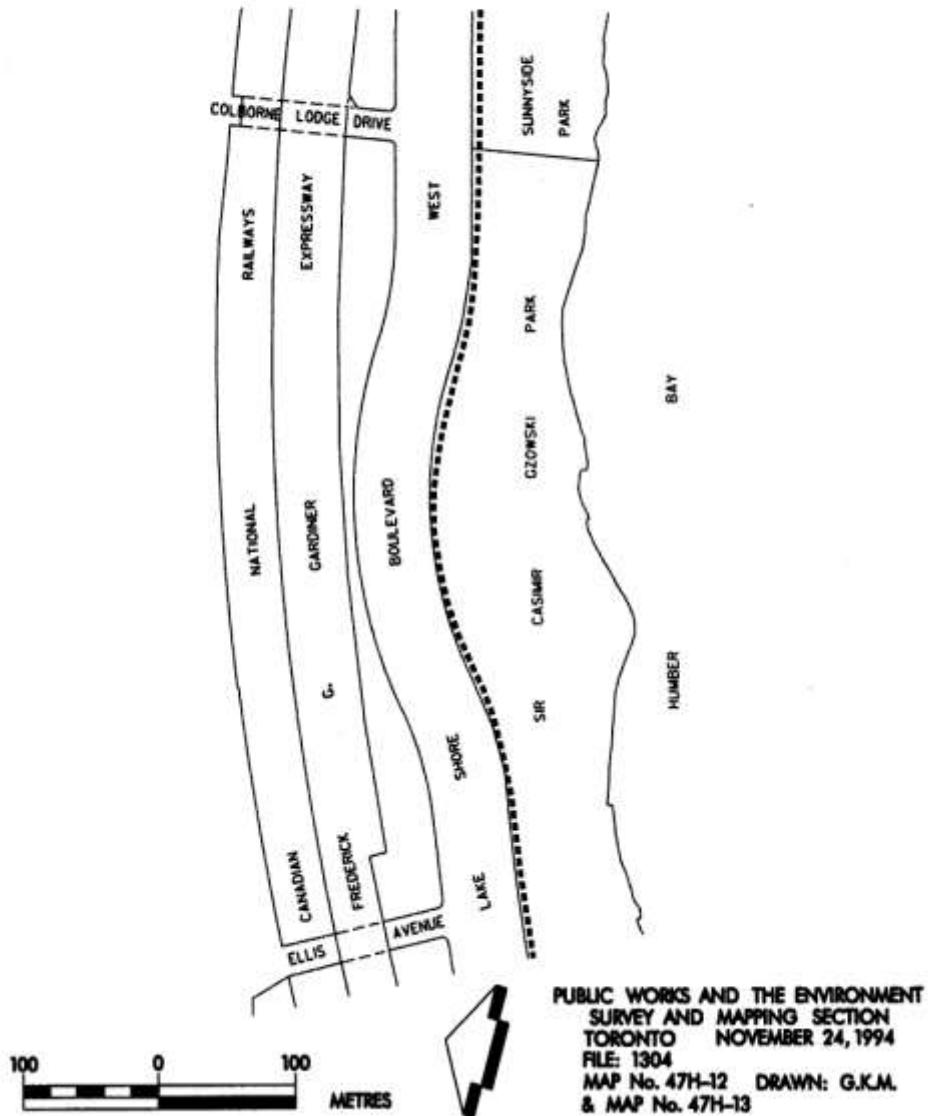 COLBORNE LODGE DRIVE
SUNNYSIDE
PARK
CANADIAN NATIONAL RAILWAYS
FREDERICK G. GARDINER EXPRESSWAY
LAKE SHORE BOULEVARD WEST
SIR CASIMIR GZOWSKI PARK
HUMBER BAY
ELLIS AVENUE
100 0 100
METRES
PUBLIC WORKS AND THE ENVIRONMENT
SURVEY AND MAPPING SECTION
TORONTO NOVEMBER 24, 1994
FILE: 1304
MAP No. 47H-12 DRAWN: G.K.M.
& MAP No. 47H-13